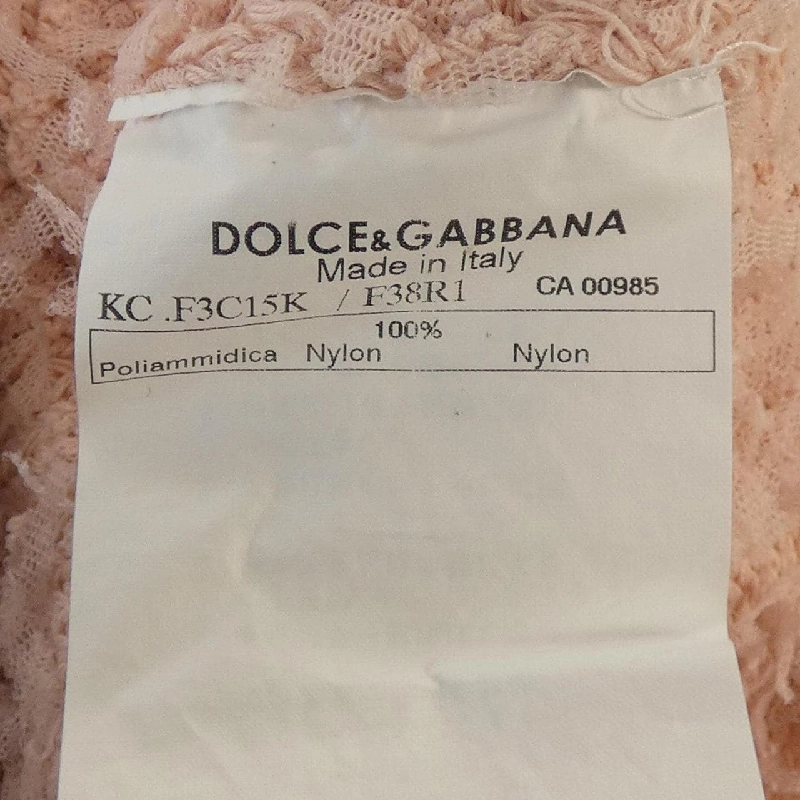 DOLCE&GABBANA
Made in Italy
KC .F3C15K / F38R1 CA 00985
100%
Poliammidica Nylon Nylon